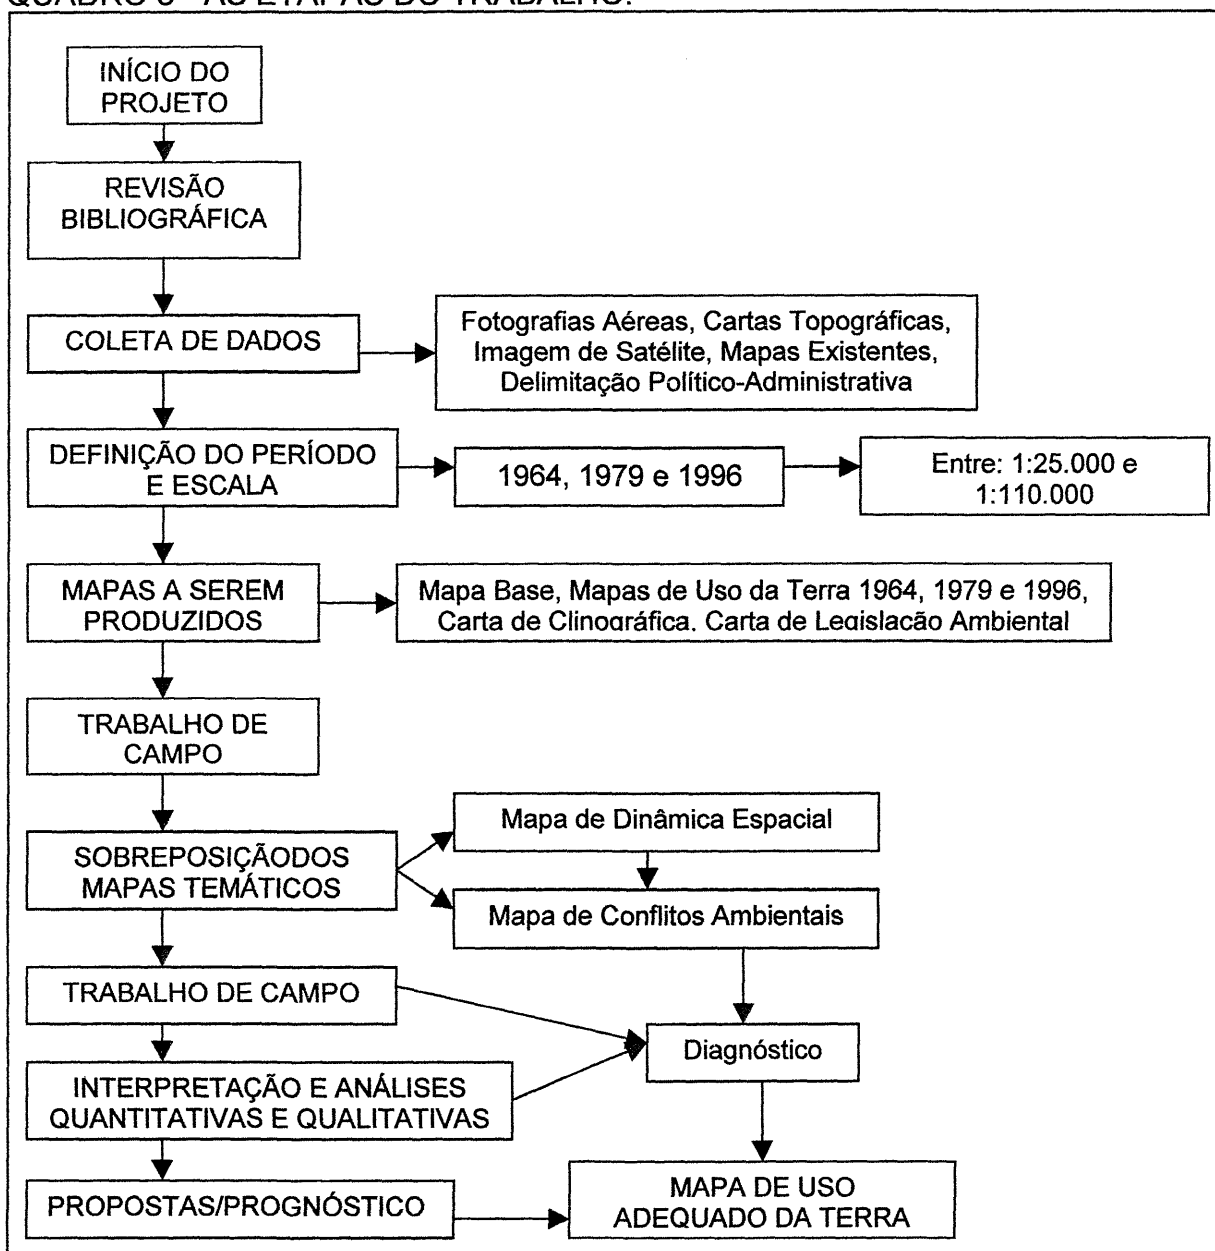 QUADRO 3 - AS ETAPAS DO TRABALHO.
INÍCIO DO
PROJETO
REVISÃO
BIBLIOGRÁFICA
COLETA DE DADOS
Fotografias Aéreas, Cartas Topográficas,
Imagem de Satélite, Mapas Existentes,
Delimitação Político-Administrativa
DEFINIÇÃO DO PERÍODO
E ESCALA
1964, 1979 e 1996
Entre: 1:25.000 e
1:110.000
MAPAS A SEREM
PRODUZIDOS
Mapa Base, Mapas de Uso da Terra 1964, 1979 e 1996,
Carta de Clinográfica, Carta de Legislação Ambiental
TRABALHO DE
CAMPO
SOBREPOSIÇÃODOS
MAPAS TEMÁTICOS
Mapa de Dinâmica Espacial
Mapa de Conflitos Ambientais
TRABALHO DE CAMPO
Diagnóstico
INTERPRETAÇÃO E ANÁLISES
QUANTITATIVAS E QUALITATIVAS
PROPOSTAS/PROGNÓSTICO
MAPA DE USO
ADEQUADO DA TERRA